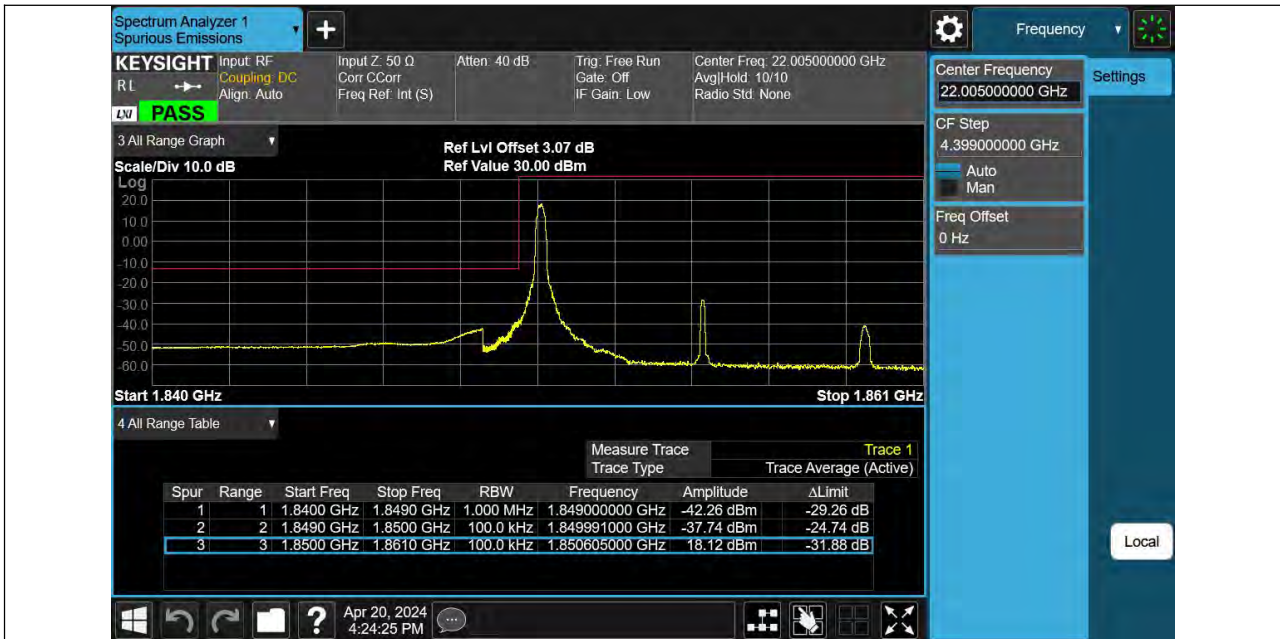 Spectrum Analyzer 1
Spurious Emissions
Frequency
KEYSIGHT
RL
LXI
PASS
Input: RF
Coupling: DC
Align: Auto
Input Z: 50 Ω
Corr CCorr
Freq Ref: Int (S)
Atten: 40 dB
Trig: Free Run
Gate: Off
IF Gain: Low
Center Freq: 22.005000000 GHz
Avg|Hold: 10/10
Radio Std: None
Center Frequency
22.005000000 GHz
Settings
CF Step
4.399000000 GHz
Auto
Man
Freq Offset
0 Hz
3 All Range Graph
Scale/Div 10.0 dB
Ref Lvl Offset 3.07 dB
Ref Value 30.00 dBm
Log
20.0
10.0
0.00
-10.0
-20.0
-30.0
-40.0
-50.0
-60.0
Start 1.840 GHz Stop 1.861 GHz
4 All Range Table
Measure Trace Trace 1
Trace Type Trace Average (Active)
Spur Range Start Freq Stop Freq RBW Frequency Amplitude ΔLimit
1 1 1.8400 GHz 1.8490 GHz 1.000 MHz 1.849000000 GHz -42.26 dBm -29.26 dB
2 2 1.8490 GHz 1.8500 GHz 100.0 kHz 1.849991000 GHz -37.74 dBm -24.74 dB
3 3 1.8500 GHz 1.8610 GHz 100.0 kHz 1.850605000 GHz 18.12 dBm -31.88 dB
Local
?
Apr 20, 2024
4:24:25 PM